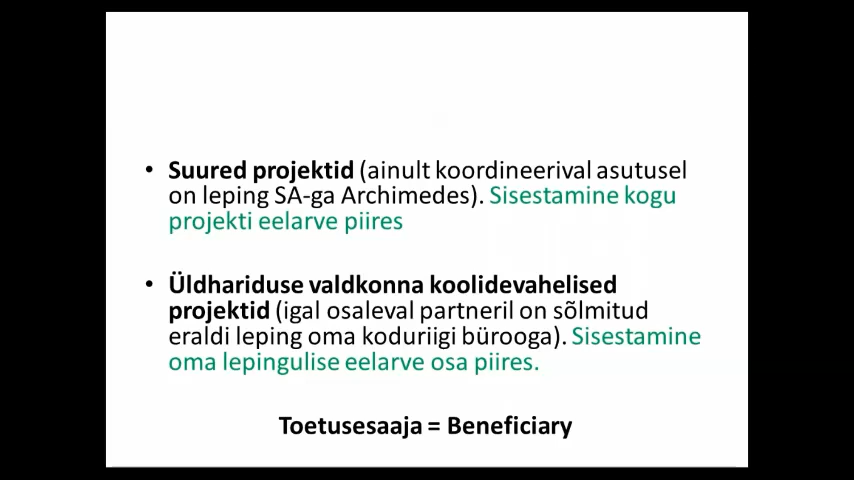 • Suured projektid (ainult koordineerival asutusel
on leping SA-ga Archimedes). Sisestamine kogu
projekti eelarve piires
• Üldhariduse valdkonna koolidevahelised
projektid (igal osaleval partneril on sõlmitud
eraldi leping oma koduriigi bürooga). Sisestamine
oma lepingulise eelarve osa piires.
Toetusesaaja = Beneficiary